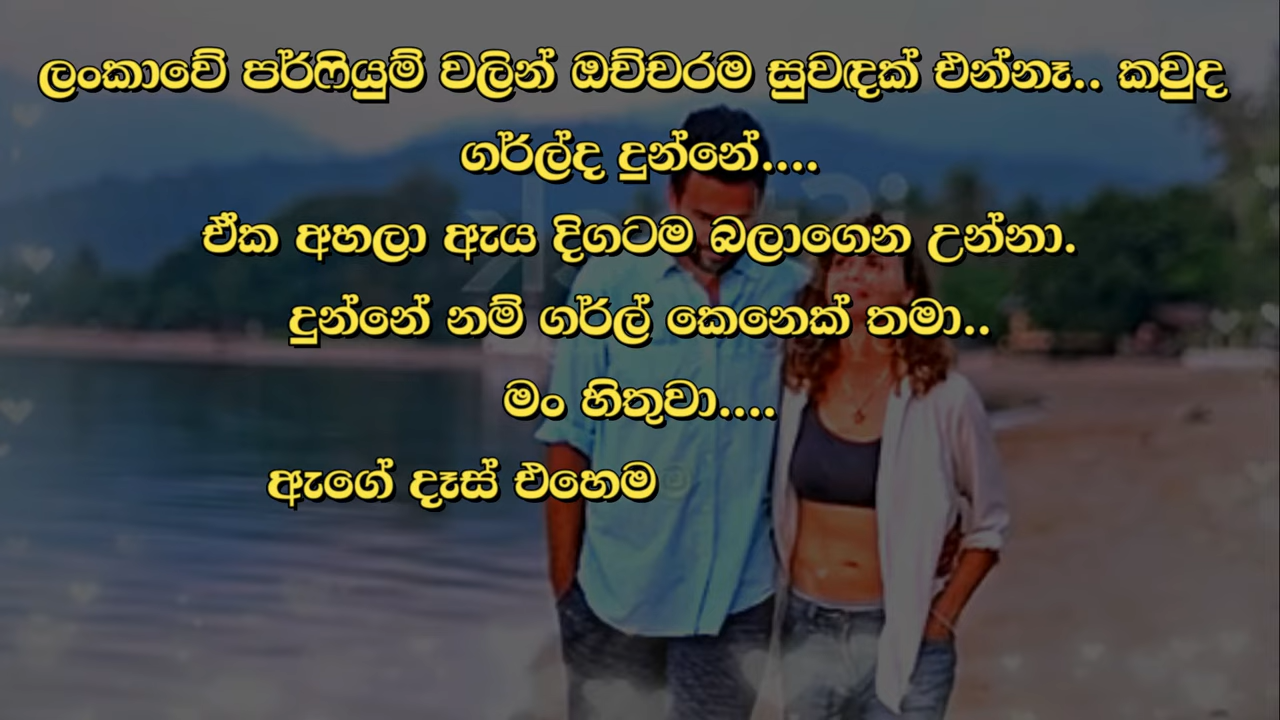 ලංකාවේ පර්ෆියුම් වලින් ඔච්චරම සුවඳක් එන්නෑ.. කවුද
ගර්ල්ද දුන්නේ....
ඒක අහලා ඇය දිගටම බලාගෙන උන්නා.
දුන්නේ නම් ගර්ල් කෙනෙක් තමා..
මං හිතුවා....
ඇගේ දෑස් එහෙම